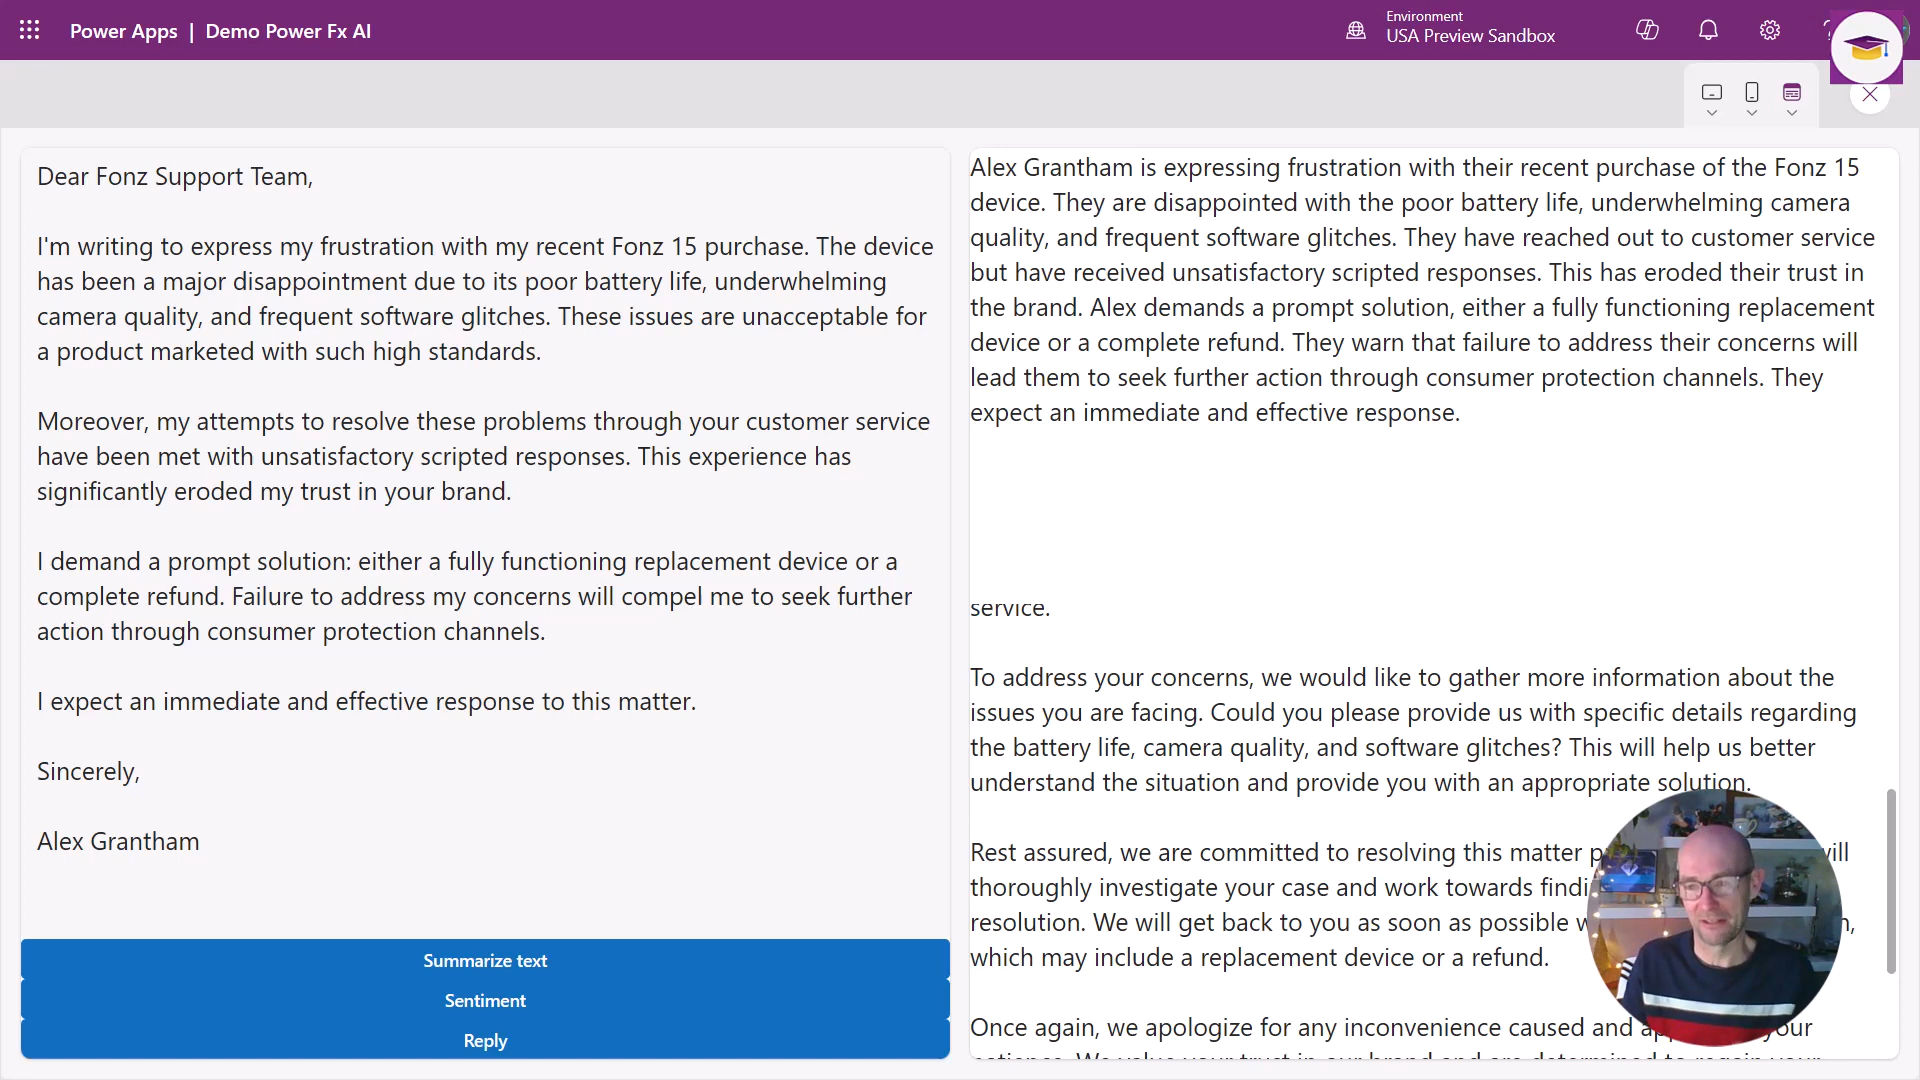 Power Apps | Demo Power Fx AI
Environment
USA Preview Sandbox
Dear Fonz Support Team,
I'm writing to express my frustration with my recent Fonz 15 purchase. The device
has been a major disappointment due to its poor battery life, underwhelming
camera quality, and frequent software glitches. These issues are unacceptable for
a product marketed with such high standards.
Moreover, my attempts to resolve these problems through your customer service
have been met with unsatisfactory scripted responses. This experience has
significantly eroded my trust in your brand.
I demand a prompt solution: either a fully functioning replacement device or a
complete refund. Failure to address my concerns will compel me to seek further
action through consumer protection channels.
I expect an immediate and effective response to this matter.
Sincerely,
Alex Grantham
Summarize text
Sentiment
Reply
Alex Grantham is expressing frustration with their recent purchase of the Fonz 15
device. They are disappointed with the poor battery life, underwhelming camera
quality, and frequent software glitches. They have reached out to customer service
but have received unsatisfactory scripted responses. This has eroded their trust in
the brand. Alex demands a prompt solution, either a fully functioning replacement
device or a complete refund. They warn that failure to address their concerns will
lead them to seek further action through consumer protection channels. They
expect an immediate and effective response.
service.
To address your concerns, we would like to gather more information about the
issues you are facing. Could you please provide us with specific details regarding
the battery life, camera quality, and software glitches? This will help us better
understand the situation and provide you with an appropriate solution.
Rest assured, we are committed to resolving this matter
thoroughly investigate your case and work towards
resolution. We will get back to you as soon as possible
which may include a replacement device or a refund.
Once again, we apologize for any inconvenience caused and
patience. We value your trust in our brand and are determined to regain your